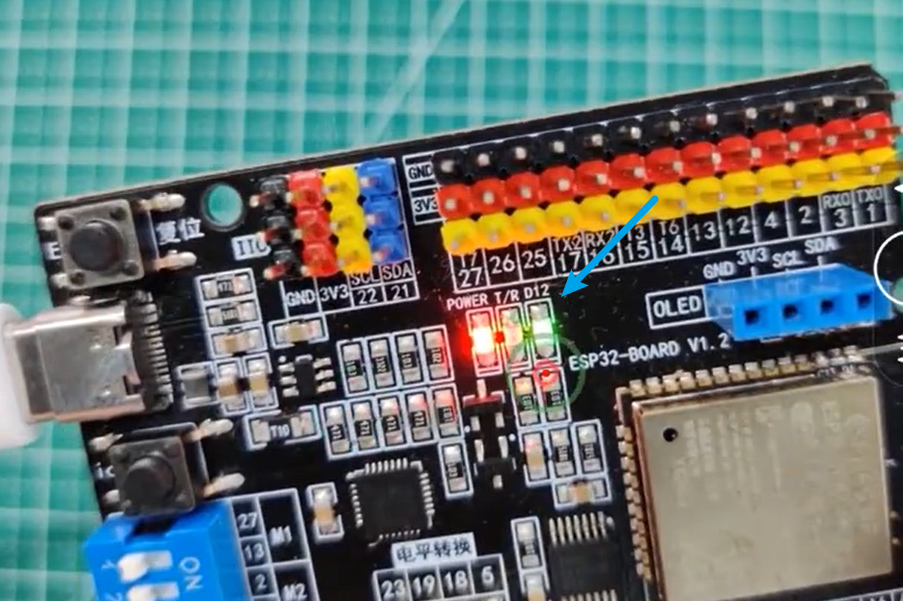 GND
3V3
复位
IIC
SCL SDA
GND 3V3 22 21
TX2 RX2 13 T6 RX0 TX0
27 26 25 17 16 15 14 13 12 4 2 3 1
POWER T/R D12
GND 3V3 SCL SDA
OLED
ESP32-BOARD V1.2
ON
27
13
M1
2
M2
电平转换
23 19 18 5